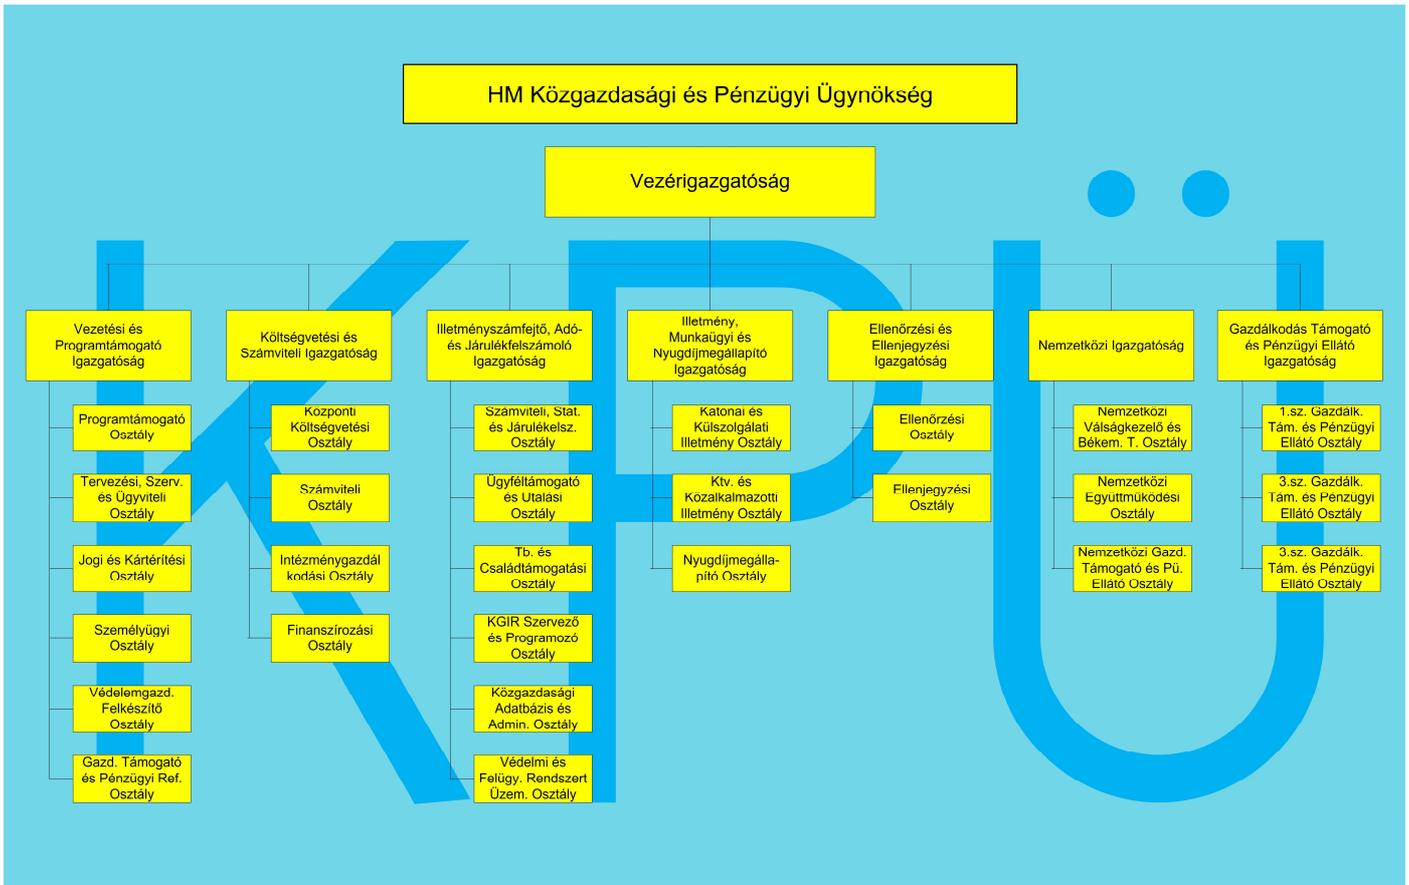 HM Közgazdasági és Pénzügyi Ügynökség
Vezérigazgatóság
Vezetési és
Programtámogató
Igazgatóság
Programtámogató
Osztály
Tervezési, Szerv.
és Ügyviteli
Osztály
Jogi és Kártérítési
Osztály
Személyügyi
Osztály
Védelemgazd.
Felkészítő
Osztály
Gazd. Támogató
és Pénzügyi Ref.
Osztály
Költségvetési és
Számviteli Igazgatóság
Központi
Költségvetési
Osztály
Számviteli
Osztály
Intézménygazdál
kodási Osztály
Finanszírozási
Osztály
Illetményszámfejtő, Adó-
és Járulékfelszámoló
Igazgatóság
Számviteli, Stat.
és Járulékelsz.
Osztály
Ügyféltámogató
és Utalási
Osztály
Tb. és
Családtámogatási
Osztály
KGIR Szervező
és Programozó
Osztály
Közgazdasági
Adatbázis és
Admin. Osztály
Védelmi és
Felügy. Rendszert
Üzem. Osztály
Illetmény,
Munkaügyi és
Nyugdíjmegállapító
Igazgatóság
Katonai és
Külszolgálati
Illetmény Osztály
Ktv. és
Közalkalmazotti
Illetmény Osztály
Nyugdíjmegálla-
pító Osztály
Ellenőrzési és
Ellenjegyzési
Igazgatóság
Ellenőrzési
Osztály
Ellenjegyzési
Osztály
Nemzetközi Igazgatóság
Nemzetközi
Válságkezelő és
Békem. T. Osztály
Nemzetközi
Együttműködési
Osztály
Nemzetközi Gazd.
Támogató és Pü.
Ellátó Osztály
Gazdálkodás Támogató
és Pénzügyi Ellátó
Igazgatóság
1.sz. Gazdálk.
Tám. és Pénzügyi
Ellátó Osztály
3.sz. Gazdálk.
Tám. és Pénzügyi
Ellátó Osztály
3.sz. Gazdálk.
Tám. és Pénzügyi
Ellátó Osztály
KPÜ